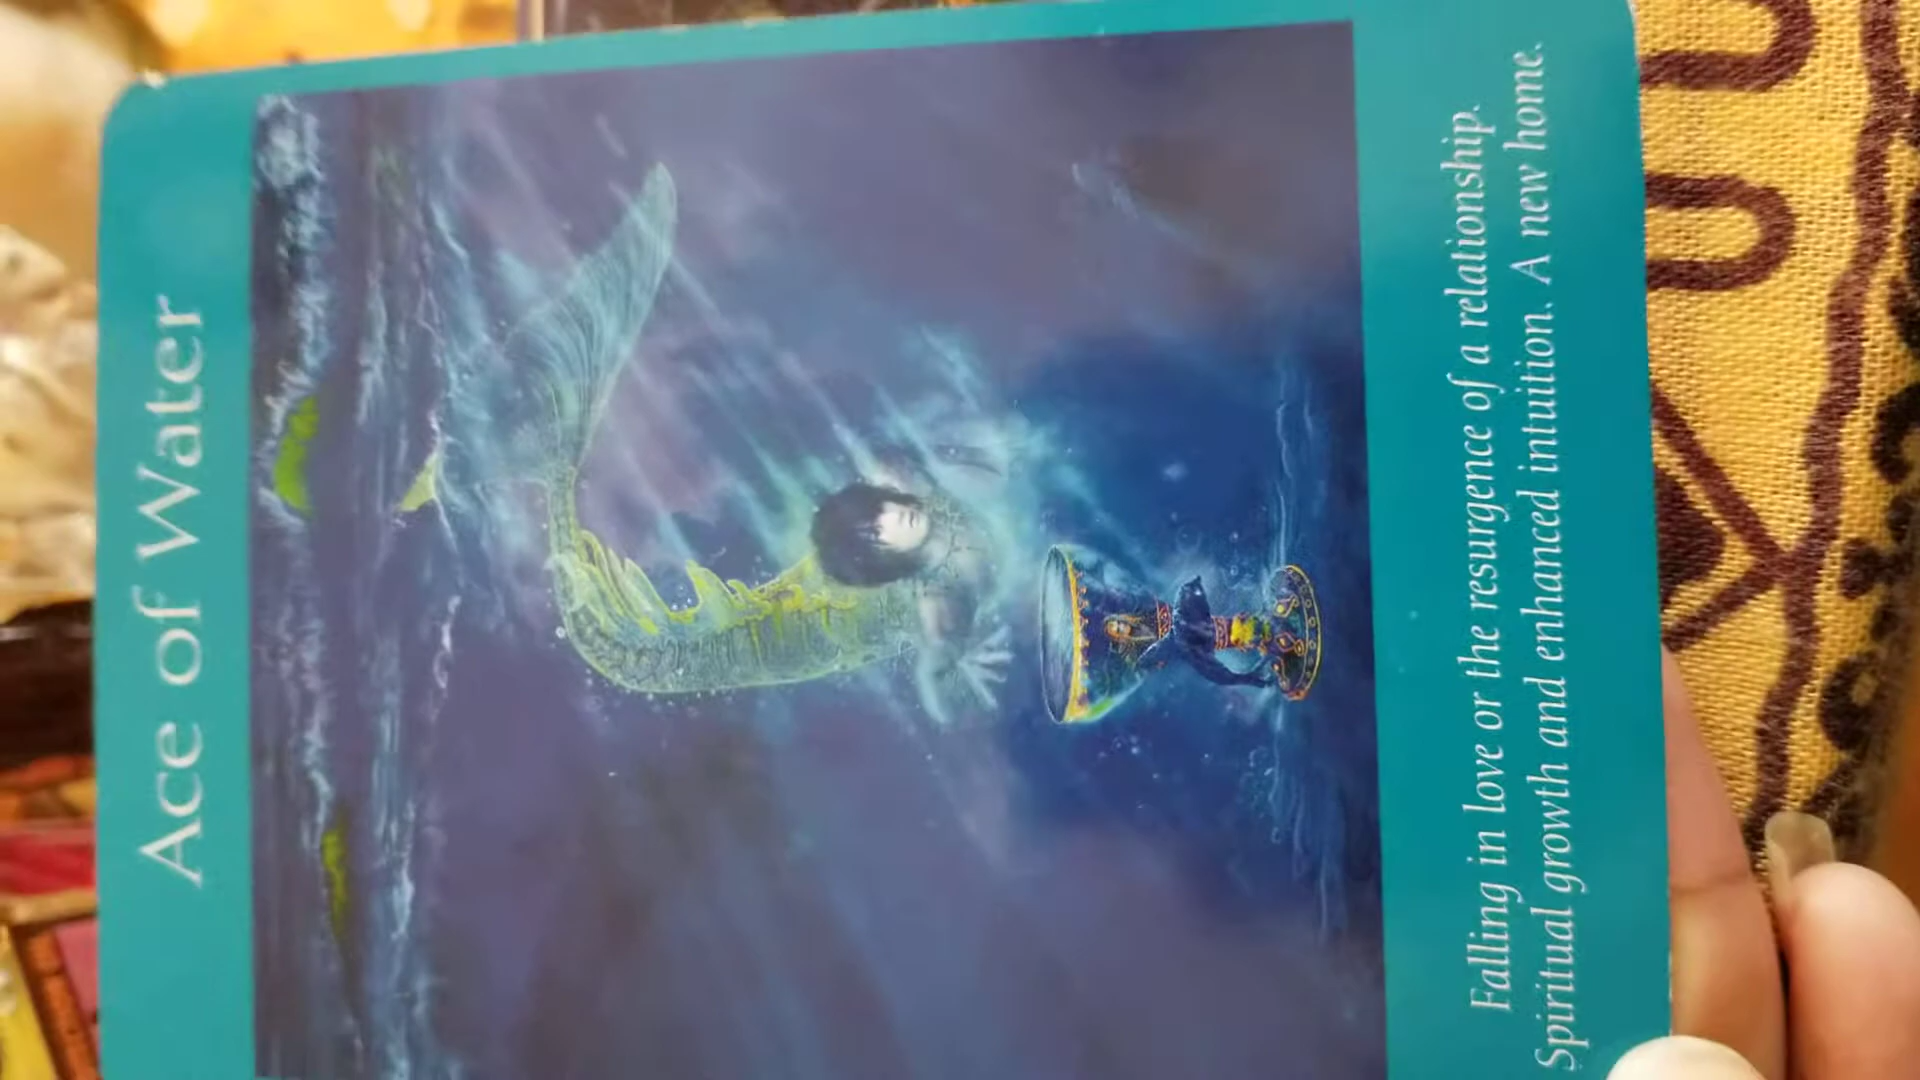 Ace of Water
Falling in love or the resurgence of a relationship.
Spiritual growth and enhanced intuition. A new home.